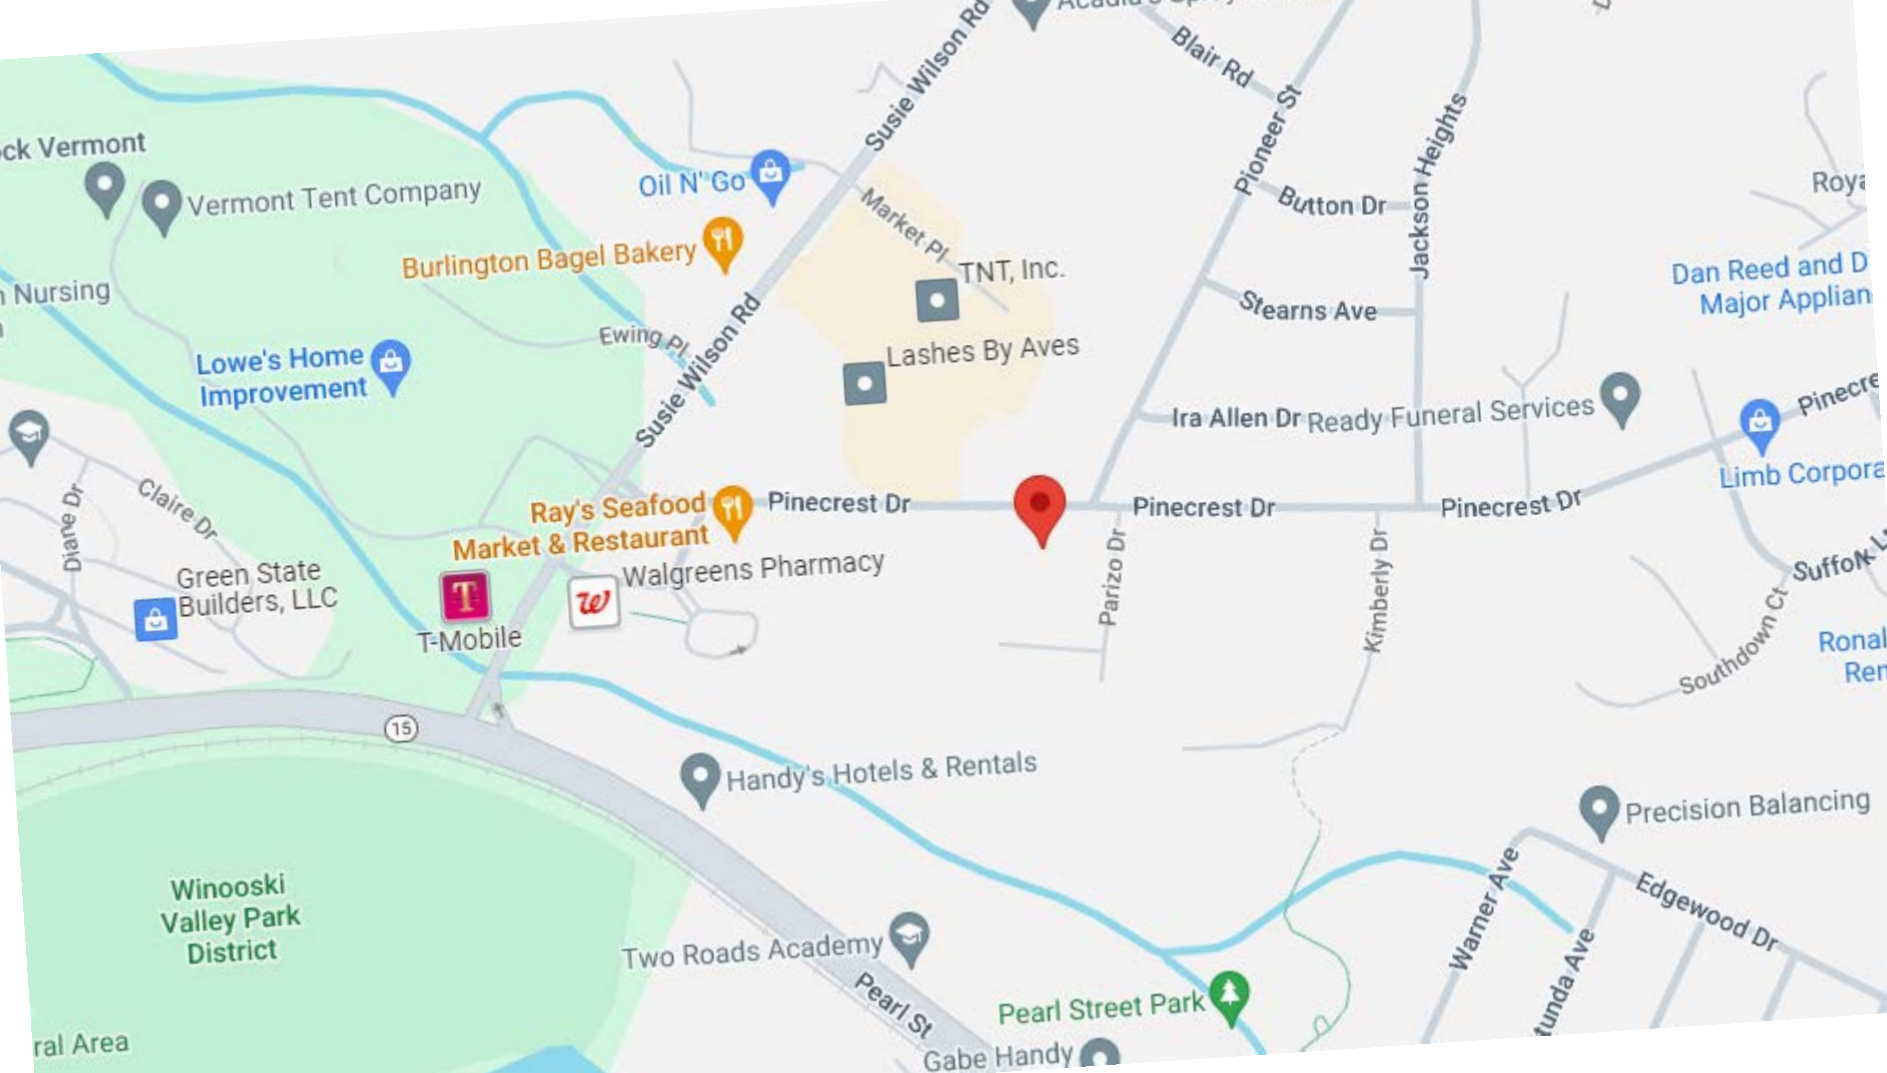 Susie Wilson Rd
Blair Rd
Pioneer St
Jackson Heights
ck Vermont
Vermont Tent Company
Oil N' Go
Market Pl
Button Dr
Burlington Bagel Bakery
TNT, Inc.
Dan Reed and D
Major Applian
Nursing
Susie Wilson Rd
Stearns Ave
Ewing Pl
Lashes By Aves
Lowe's Home
Improvement
Ira Allen Dr
Ready Funeral Services
Pinecre
Limb Corpora
Claire Dr
Diane Dr
Ray's Seafood
Market & Restaurant
Pinecrest Dr
Pinecrest Dr
Pinecrest Dr
Parizo Dr
Kimberly Dr
Green State
Builders, LLC
Walgreens Pharmacy
T
T-Mobile
Southdown Ct
15
Handy's Hotels & Rentals
Precision Balancing
Winooski
Valley Park
District
Warner Ave
Edgewood Dr
tunda Ave
Two Roads Academy
Pearl St
Pearl Street Park
ral Area
Gabe Handy